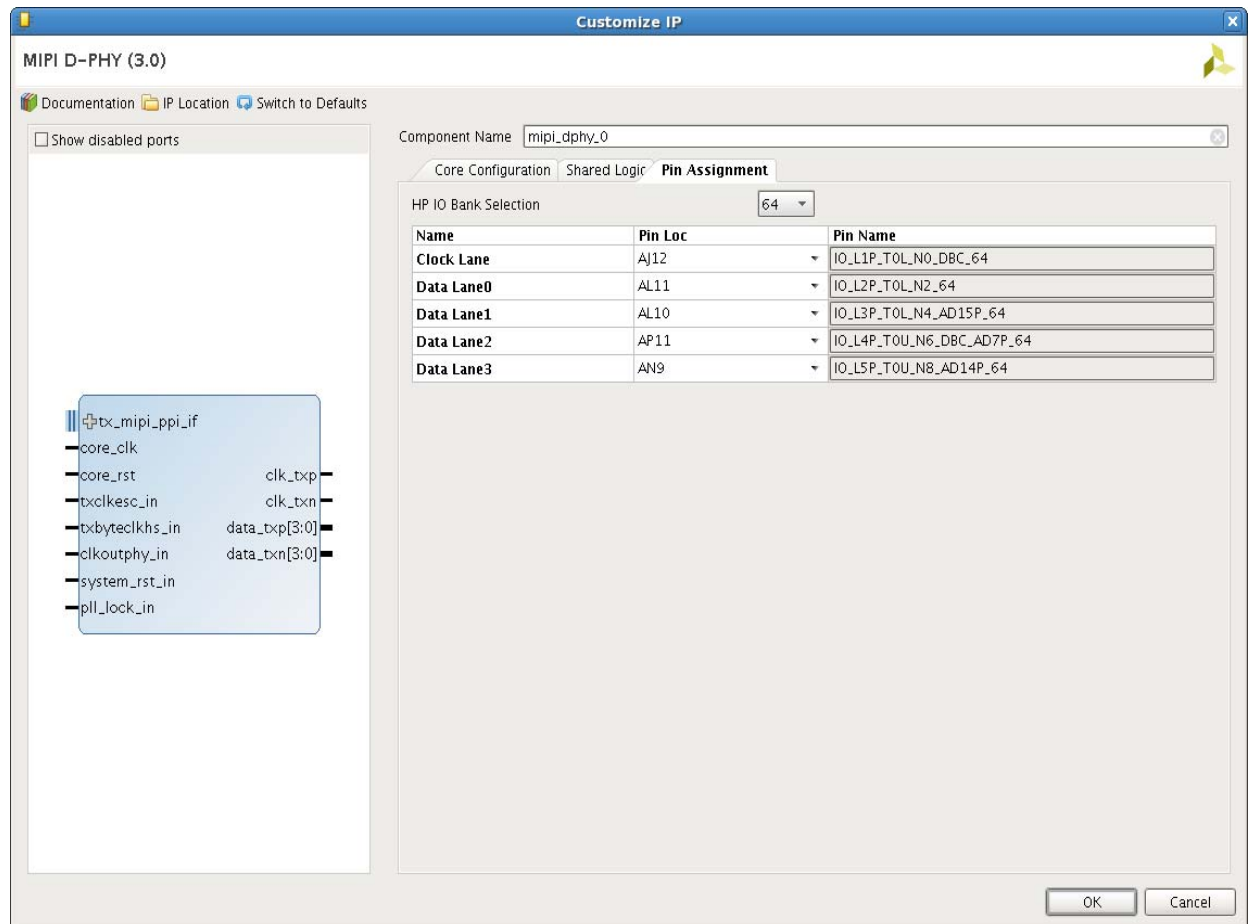 Customize IP
MIPI D-PHY (3.0)
Documentation IP Location Switch to Defaults
Show disabled ports
Component Name mipi_dphy_0
Core Configuration Shared Logic Pin Assignment
HP IO Bank Selection 64
Name Pin Loc Pin Name
Clock Lane AJ12 IO_L1P_T0L_N0_DBC_64
Data Lane0 AL11 IO_L2P_T0L_N2_64
Data Lane1 AL10 IO_L3P_T0L_N4_AD15P_64
Data Lane2 AP11 IO_L4P_T0U_N6_DBC_AD7P_64
Data Lane3 AN9 IO_L5P_T0U_N8_AD14P_64
tx_mipi_ppi_if
core_clk
core_rst clk_txp
txclkesc_in clk_txn
txbyteclkhs_in data_txp[3:0]
clkoutphy_in data_txn[3:0]
system_rst_in
pll_lock_in
OK Cancel